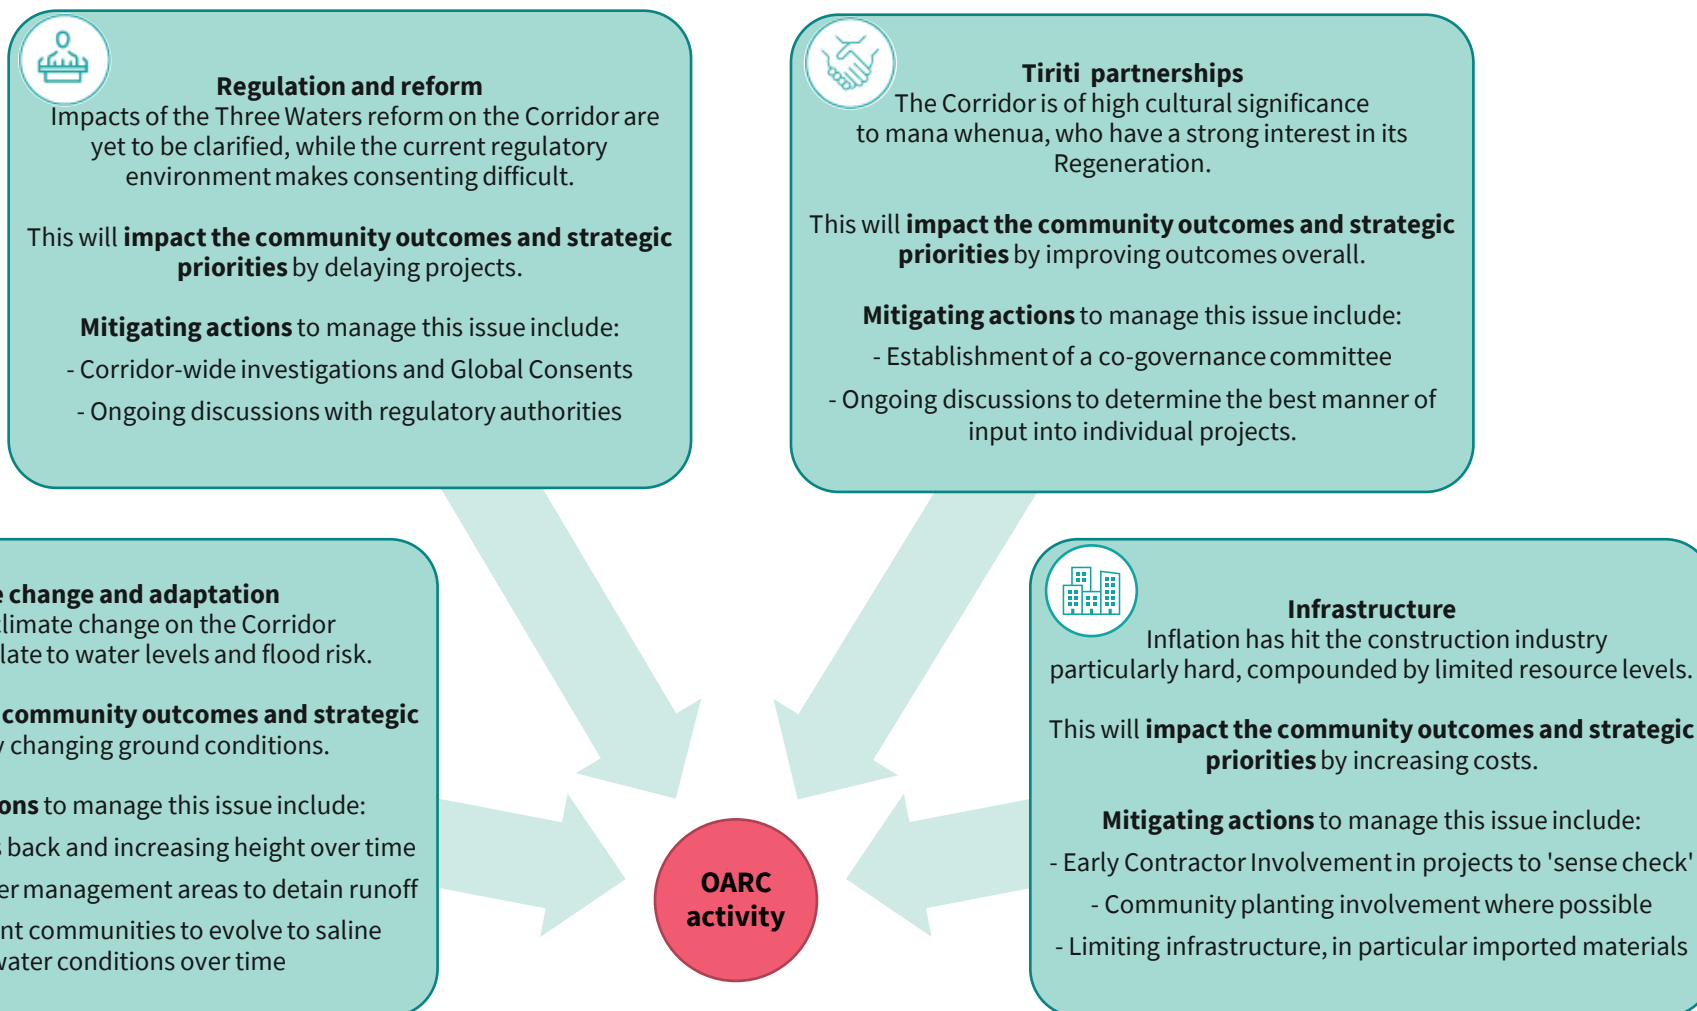 Regulation and reform
Impacts of the Three Waters reform on the Corridor are
yet to be clarified, while the current regulatory
environment makes consenting difficult.
This will impact the community outcomes and strategic
priorities by delaying projects.
Mitigating actions to manage this issue include:
- Corridor-wide investigations and Global Consents
- Ongoing discussions with regulatory authorities
Tiriti partnerships
The Corridor is of high cultural significance
to mana whenua, who have a strong interest in its
Regeneration.
This will impact the community outcomes and strategic
priorities by improving outcomes overall.
Mitigating actions to manage this issue include:
- Establishment of a co-governance committee
- Ongoing discussions to determine the best manner of
input into individual projects.
change and adaptation
climate change on the Corridor
late to water levels and flood risk.
community outcomes and strategic
changing ground conditions.
ons to manage this issue include:
back and increasing height over time
er management areas to detain runoff
nt communities to evolve to saline
water conditions over time
Infrastructure
Inflation has hit the construction industry
particularly hard, compounded by limited resource levels.
This will impact the community outcomes and strategic
priorities by increasing costs.
Mitigating actions to manage this issue include:
- Early Contractor Involvement in projects to 'sense check'
- Community planting involvement where possible
- Limiting infrastructure, in particular imported materials
OARC
activity